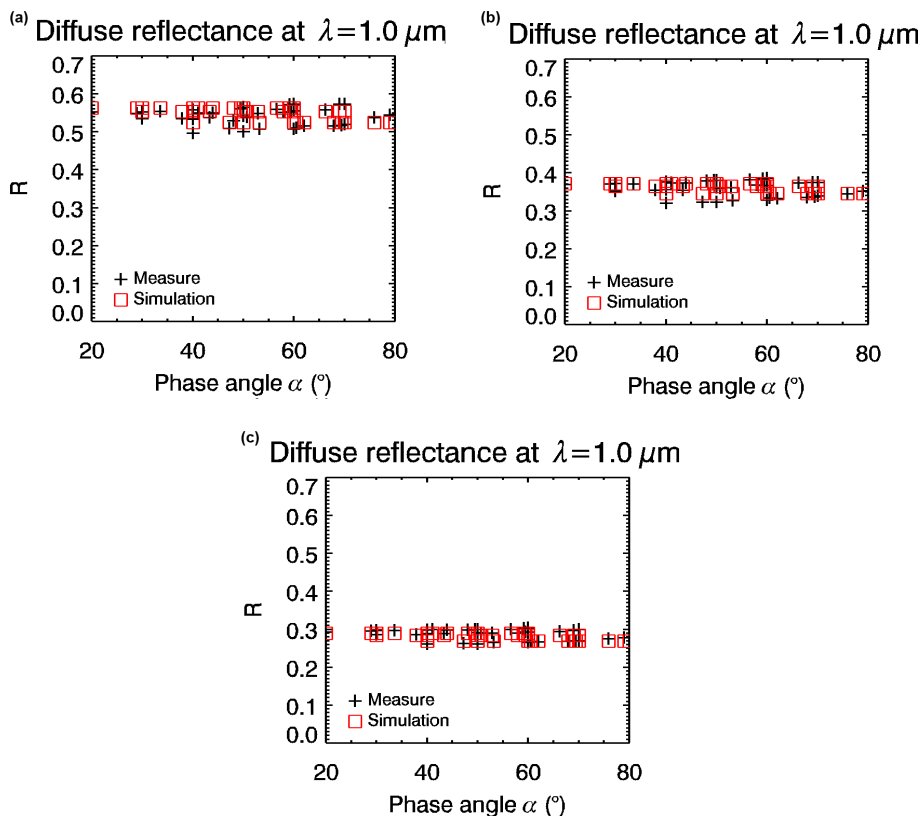 (a) Diffuse reflectance at λ=1.0 μm
0.7
0.6
0.5
0.4
0.3
0.2
0.1
0.0
R
Measure
Simulation
20 40 60 80
Phase angle α (°)
(b) Diffuse reflectance at λ=1.0 μm
0.7
0.6
0.5
0.4
0.3
0.2
0.1
0.0
R
Measure
Simulation
20 40 60 80
Phase angle α (°)
(c) Diffuse reflectance at λ=1.0 μm
0.7
0.6
0.5
0.4
0.3
0.2
0.1
0.0
R
Measure
Simulation
20 40 60 80
Phase angle α (°)